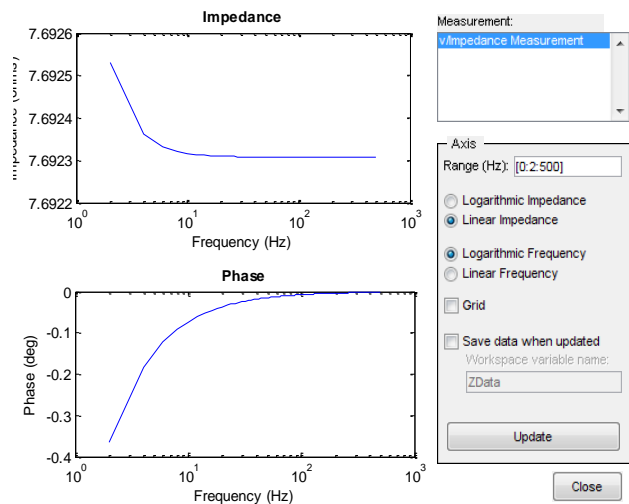 Impedance
7.6926
7.6925
7.6924
7.6923
7.6922
10^0
10^1
10^2
10^3
Frequency (Hz)
Phase
Phase (deg)
0
-0.1
-0.2
-0.3
-0.4
10^0
10^1
10^2
10^3
Frequency (Hz)
Measurement:
v/Impedance Measurement
Axis
Range (Hz): [0:2:500]
Logarithmic Impedance
Linear Impedance
Logarithmic Frequency
Linear Frequency
Grid
Save data when updated
Workspace variable name:
ZData
Update
Close